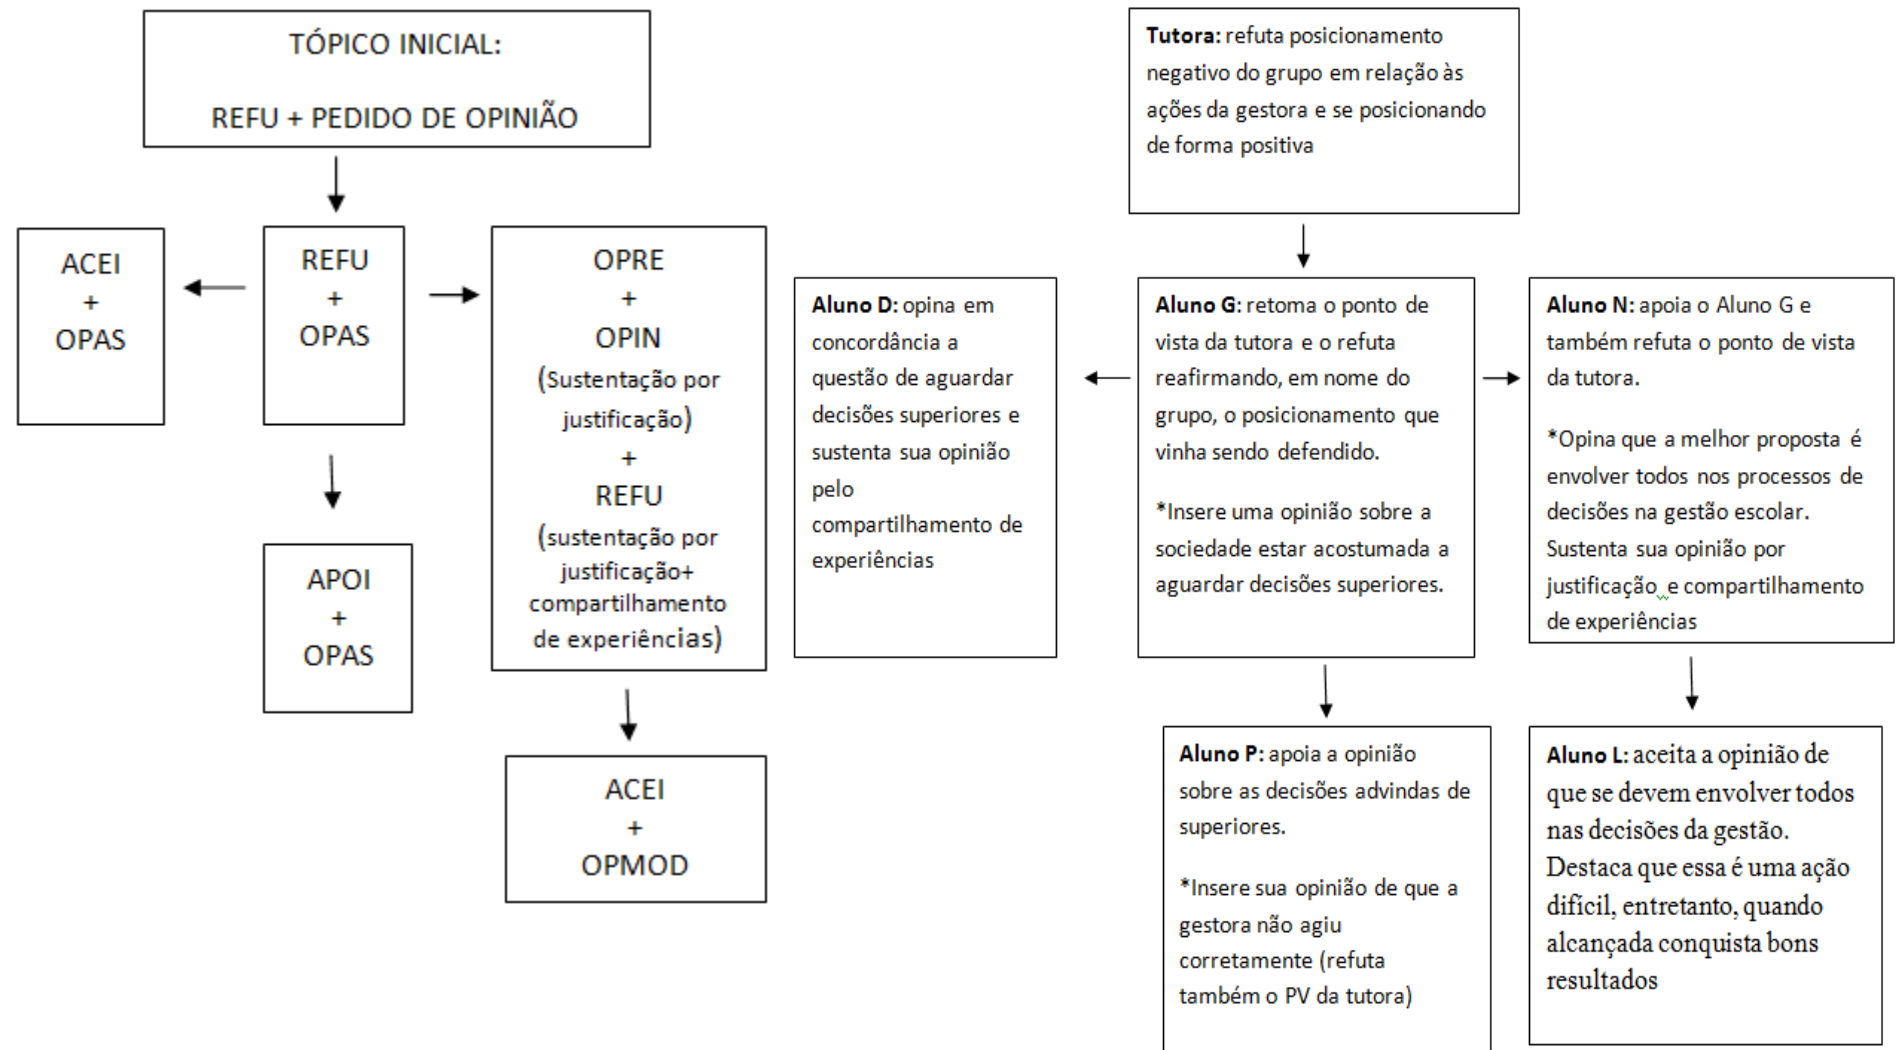 TÓPICO INICIAL:
REFU + PEDIDO DE OPINIÃO
ACEI
+
OPAS
REFU
+
OPAS
OPRE
+
OPIN
(Sustentação por
justificação)
+
REFU
(sustentação por
justificação+
compartilhamento
de experiências)
APOI
+
OPAS
ACEI
+
OPMOD
Tutora: refuta posicionamento
negativo do grupo em relação às
ações da gestora e se posicionando
de forma positiva
Aluno D: opina em
concordância a
questão de aguardar
decisões superiores e
sustenta sua opinião
pelo
compartilhamento de
experiências
Aluno G: retoma o ponto de
vista da tutora e o refuta
reafirmando, em nome do
grupo, o posicionamento que
vinha sendo defendido.
*Insere uma opinião sobre a
sociedade estar acostumada a
aguardar decisões superiores.
Aluno N: apoia o Aluno G e
também refuta o ponto de vista
da tutora.
*Opina que a melhor proposta é
envolver todos nos processos de
decisões na gestão escolar.
Sustenta sua opinião por
justificação e compartilhamento
de experiências
Aluno P: apoia a opinião
sobre as decisões advindas de
superiores.
*Insere sua opinião de que a
gestora não agiu
corretamente (refuta
também o PV da tutora)
Aluno L: aceita a opinião de
que se devem envolver todos
nas decisões da gestão.
Destaca que essa é uma ação
difícil, entretanto, quando
alcançada conquista bons
resultados